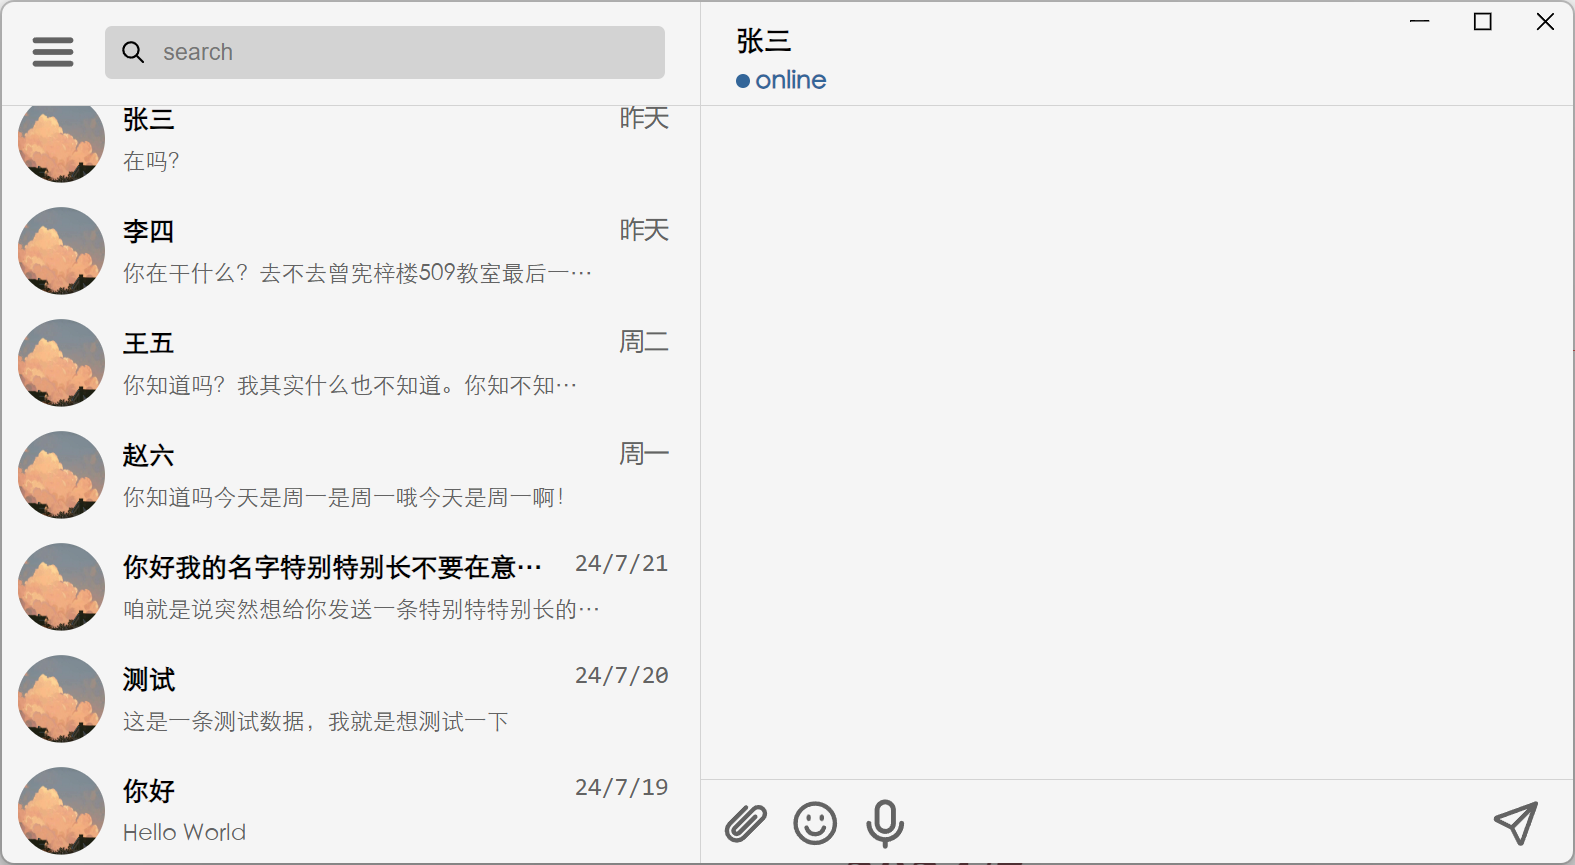 search
张三
昨天
在吗？
李四
昨天
你在干什么？去不去曾宪梓楼509教室最后一…
王五
周二
你知道吗？我其实什么也不知道。你知不知…
赵六
周一
你知道吗今天是周一是周一哦今天是周一啊！
你好我的名字特别特别长不要在意…
24/7/21
咱就是说突然想给你发送一条特别特特别长的…
测试
24/7/20
这是一条测试数据，我就是想测试一下
你好
24/7/19
Hello World
张三
online